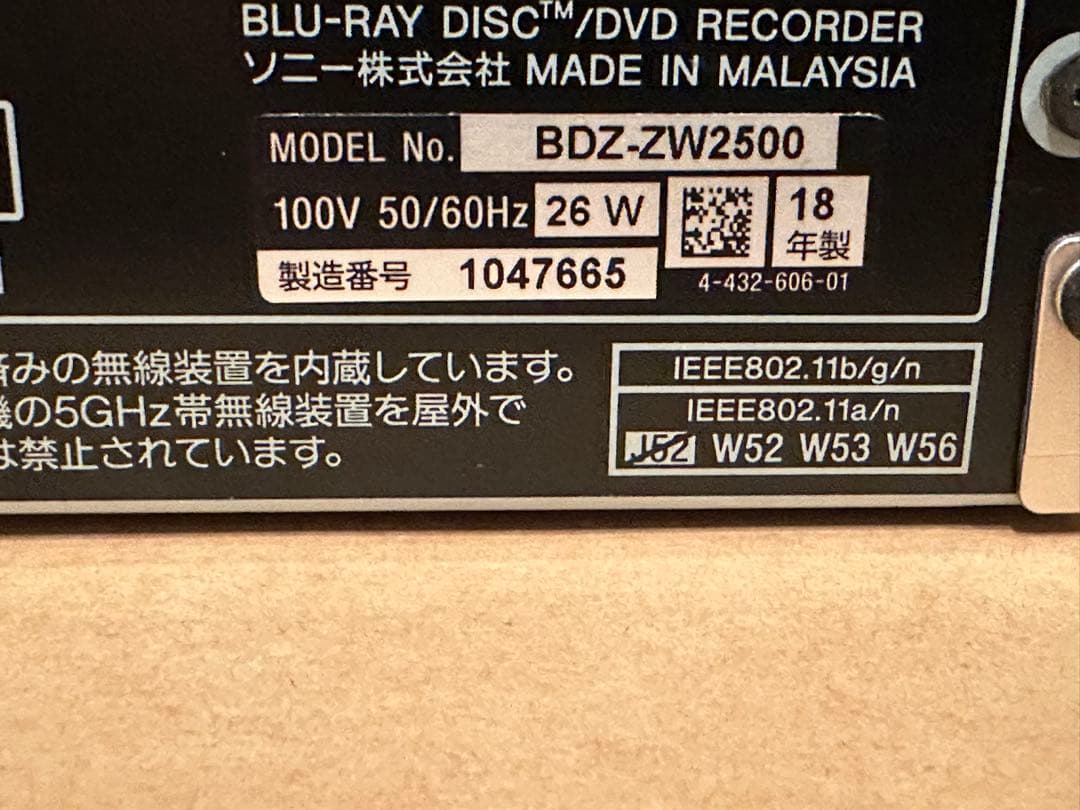 BLU-RAY DISC™/DVD RECORDER
ソニー株式会社 MADE IN MALAYSIA
MODEL No. BDZ-ZW2500
100V 50/60Hz 26 W
18
年製
製造番号 1047665
4-432-606-01
済みの無線装置を内蔵しています。
機の5GHz帯無線装置を屋外で
は禁止されています。
IEEE802.11b/g/n
IEEE802.11a/n
J52 W52 W53 W56